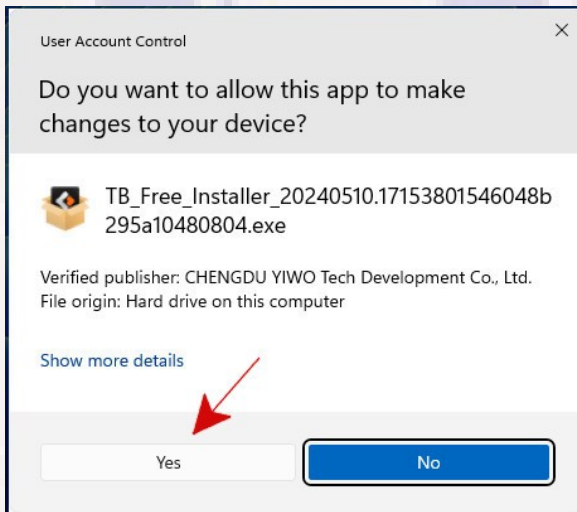 User Account Control
Do you want to allow this app to make
changes to your device?
TB_Free_Installer_20240510.17153801546048b
295a10480804.exe
Verified publisher: CHENGDU YIWO Tech Development Co., Ltd.
File origin: Hard drive on this computer
Show more details
Yes
No